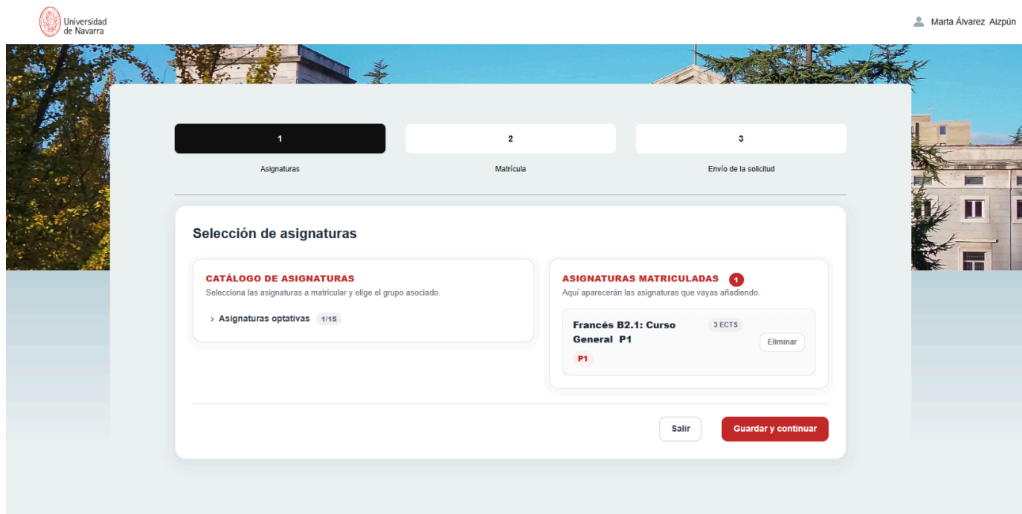 Universidad
de Navarra
Marta Álvarez Aizpún
1
2
3
Asignaturas
Matrícula
Envío de la solicitud
Selección de asignaturas
CATÁLOGO DE ASIGNATURAS
Selecciona las asignaturas a matricular y elige el grupo asociado.
> Asignaturas optativas 1/15
ASIGNATURAS MATRICULADAS 1
Aquí aparecerán las asignaturas que vayas añadiendo.
Francés B2.1: Curso 3 ECTS
General P1
Eliminar
P1
Salir
Guardar y continuar